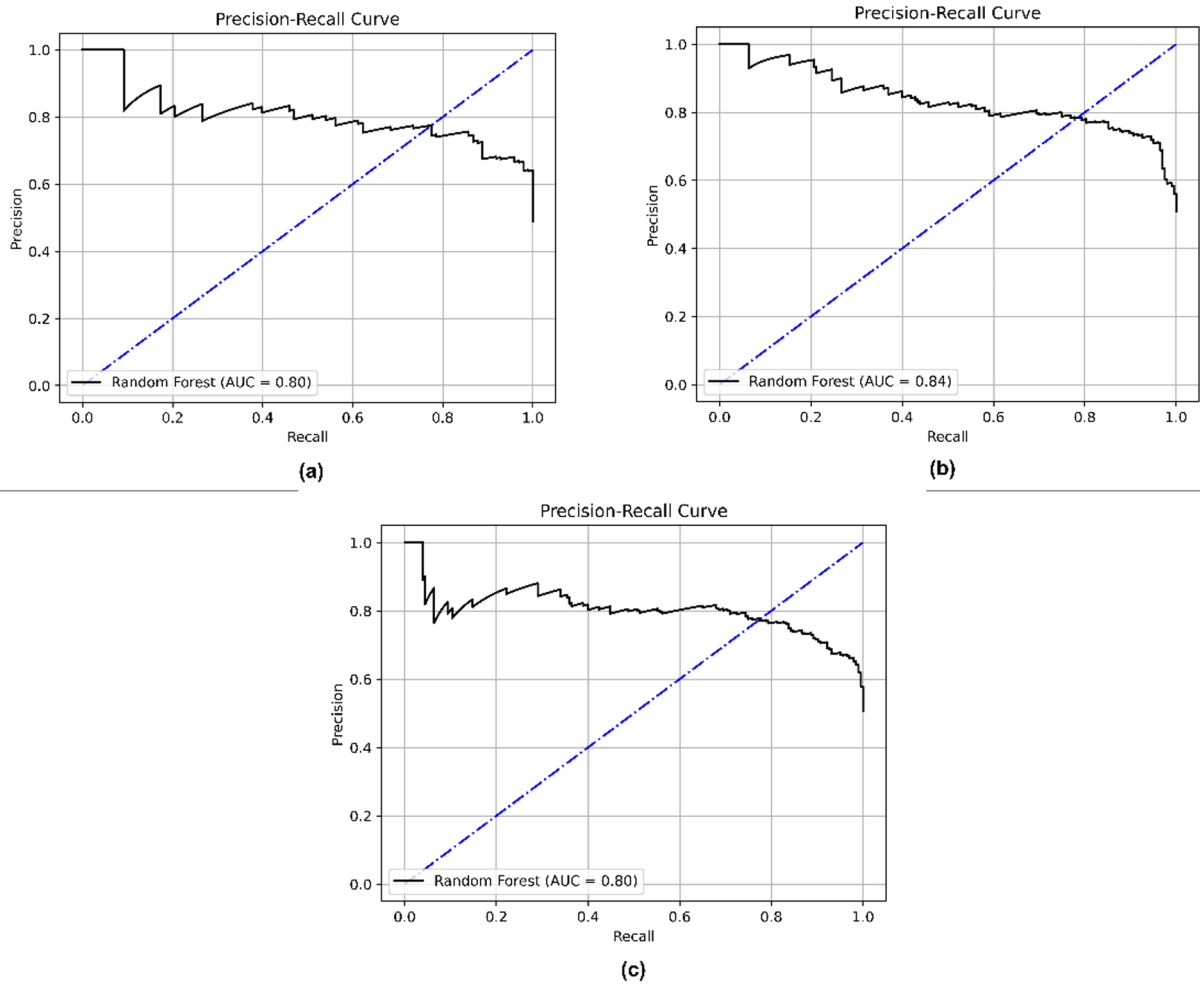 Precision-Recall Curve
1.0
0.8
0.6
0.4
0.2
0.0
Precision
Random Forest (AUC = 0.80)
0.0 0.2 0.4 0.6 0.8 1.0
Recall
(a)
Precision-Recall Curve
1.0
0.8
0.6
0.4
0.2
0.0
Precision
Random Forest (AUC = 0.84)
0.0 0.2 0.4 0.6 0.8 1.0
Recall
(b)
Precision-Recall Curve
1.0
0.8
0.6
0.4
0.2
0.0
Precision
Random Forest (AUC = 0.80)
0.0 0.2 0.4 0.6 0.8 1.0
Recall
(c)